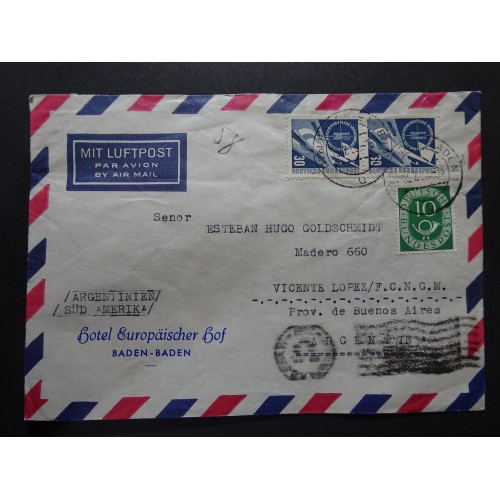 58
MIT LUFTPOST
PAR AVION
BY AIR MAIL
30
30
10
DEUTSCHE
BUNDESPOST
Senor
ESTEBAN HUGO GOLDSCHMIDT
Madero 660
VICENTE LOPEZ/F.C.N.G.M.
Prov. de Buenos Aires
ARGENTINA
/ARGENTINIEN/
/SÜD AMERIKA/
Hotel Europäischer Hof
BADEN-BADEN